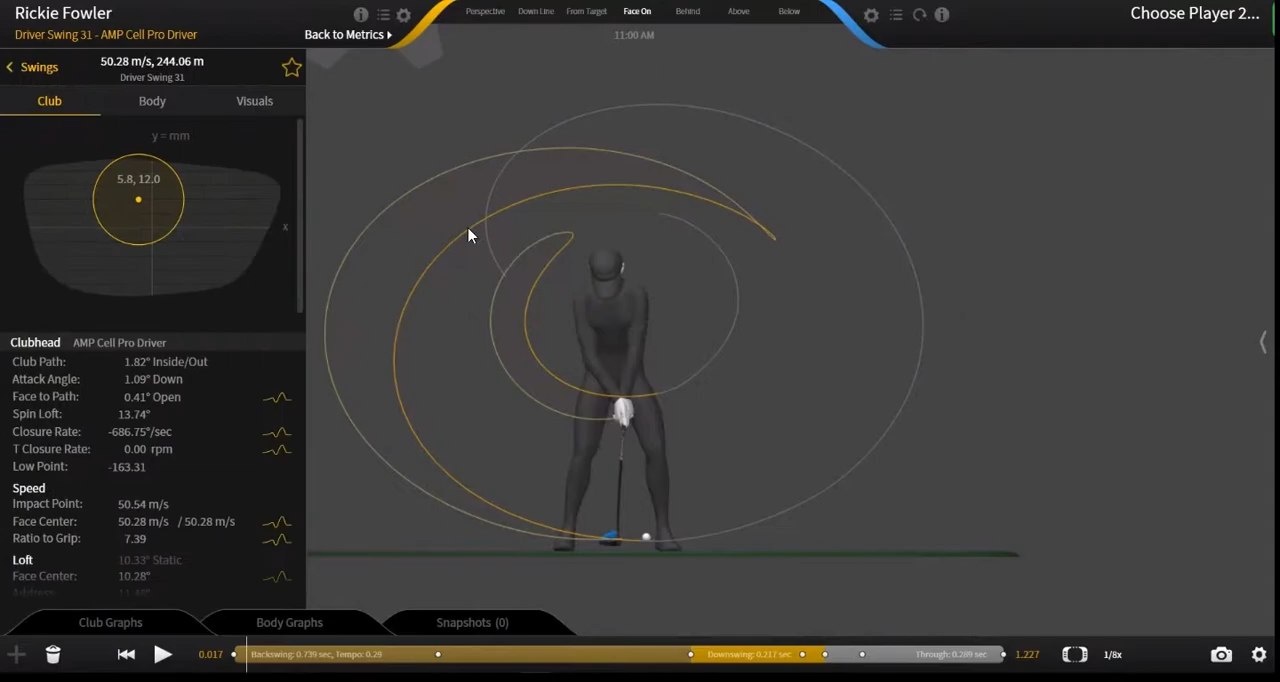 Rickie Fowler
Driver Swing 31 - AMP Cell Pro Driver
Back to Metrics
Perspective
Down Line
From Target
Face On
Behind
Above
Below
11:00 AM
Choose Player 2...
Swings
50.28 m/s, 244.06 m
Driver Swing 31
Club
Body
Visuals
y = mm
5.8, 12.0
x
Clubhead AMP Cell Pro Driver
Club Path: 1.82° Inside/Out
Attack Angle: 1.09° Down
Face to Path: 0.41° Open
Spin Loft: 13.74°
Closure Rate: -686.75°/sec
T Closure Rate: 0.00 rpm
Low Point: -163.31
Speed
Impact Point: 50.54 m/s
Face Center: 50.28 m/s / 50.28 m/s
Ratio to Grip: 7.39
Loft 10.33° Static
Face Center: 10.28°
Club Graphs
Body Graphs
Snapshots (0)
0.017
Backswing: 0.739 sec, Tempo: 0.29
Downswing: 0.217 sec
Through: 0.289 sec
1.227
1/8x